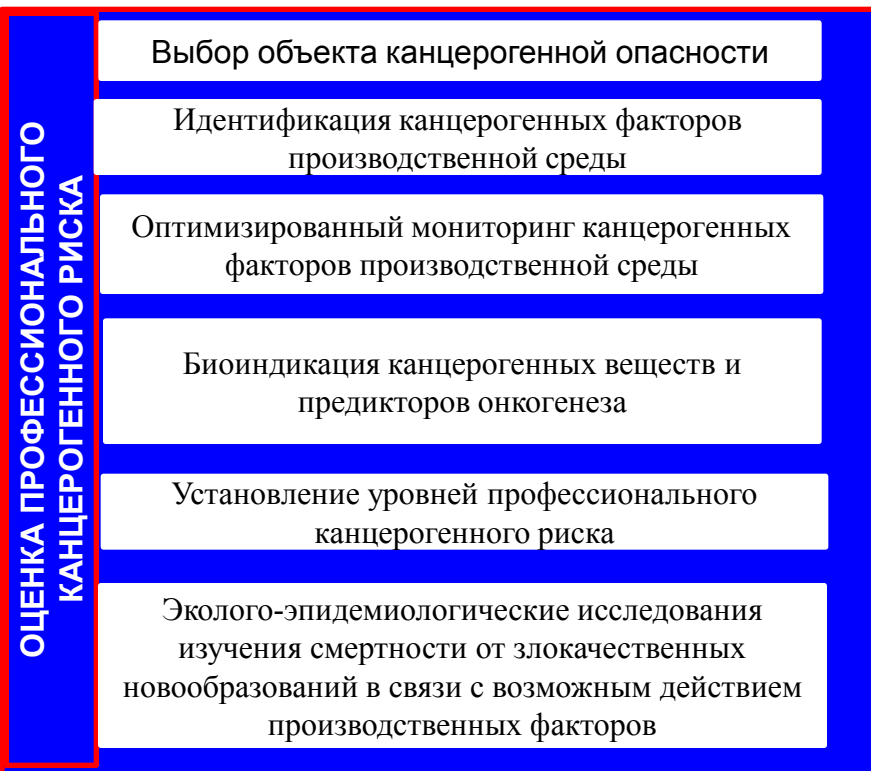 ОЦЕНКА ПРОФЕССИОНАЛЬНОГО
КАНЦЕРОГЕННОГО РИСКА
Выбор объекта канцерогенной опасности
Идентификация канцерогенных факторов
производственной среды
Оптимизированный мониторинг канцерогенных
факторов производственной среды
Биоиндикация канцерогенных веществ и
предикторов онкогенеза
Установление уровней профессионального
канцерогенного риска
Эколого-эпидемиологические исследования
изучения смертности от злокачественных
новообразований в связи с возможным действием
производственных факторов